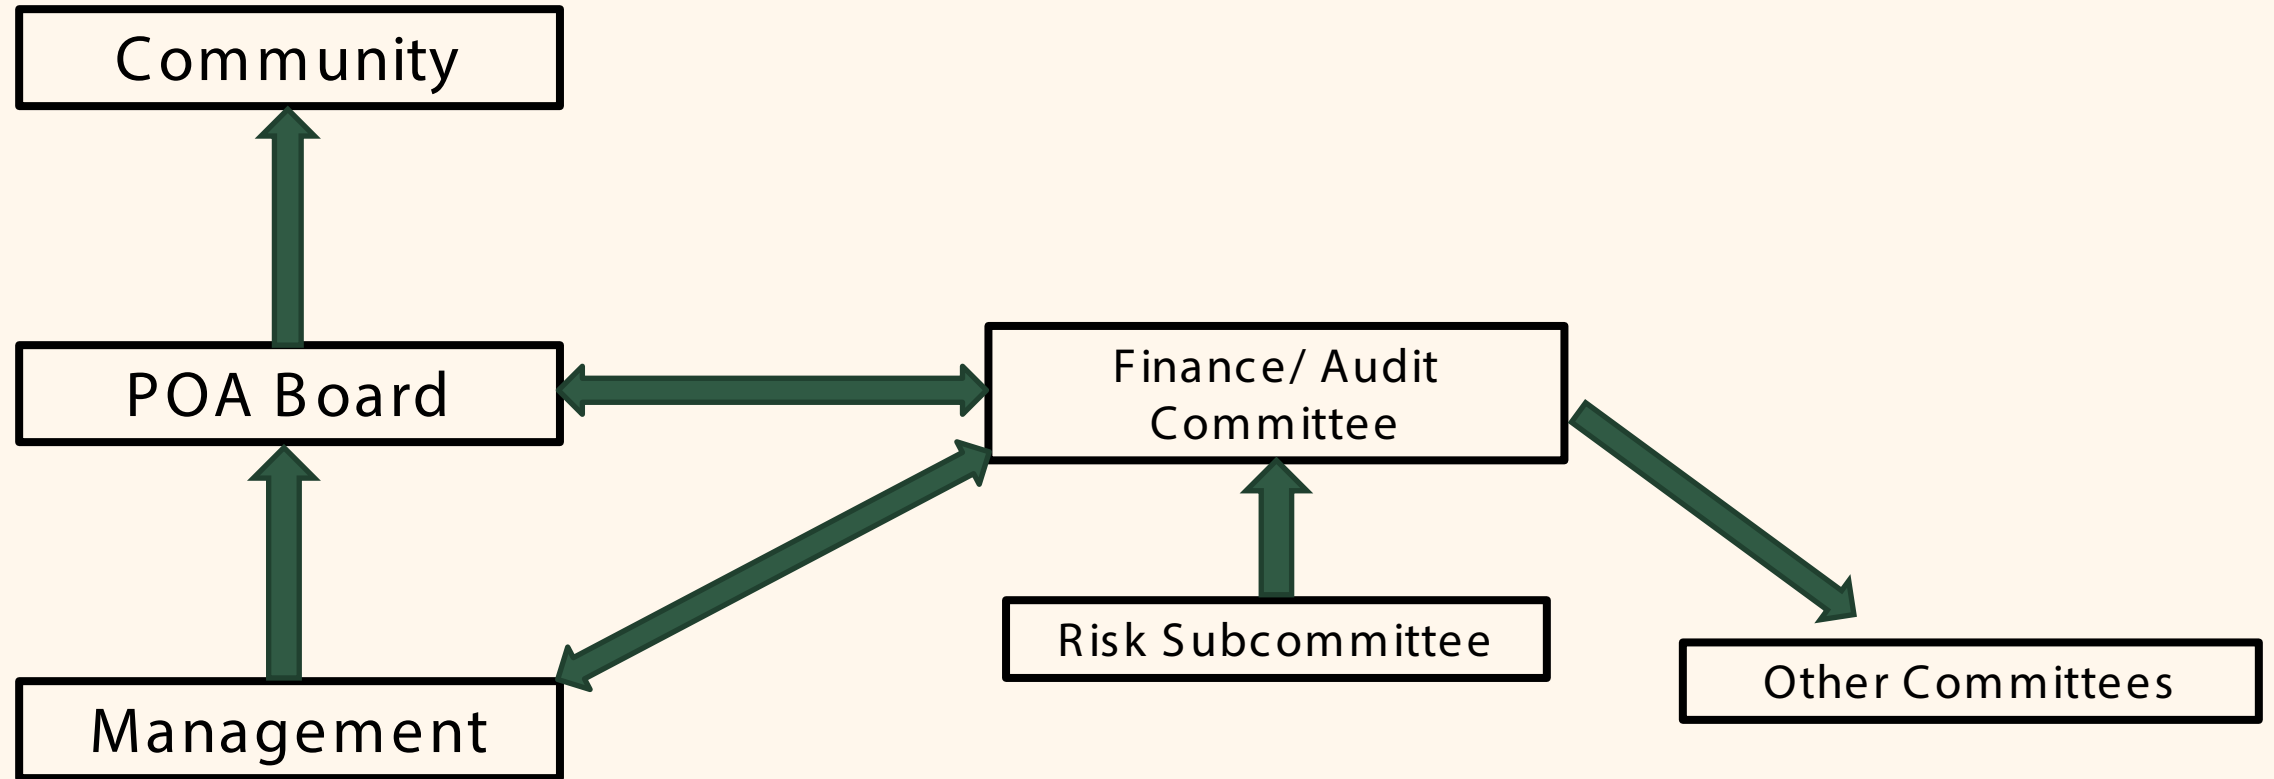 Community
POA Board
Finance/ Audit
Committee
Risk Subcommittee
Other Committees
Management